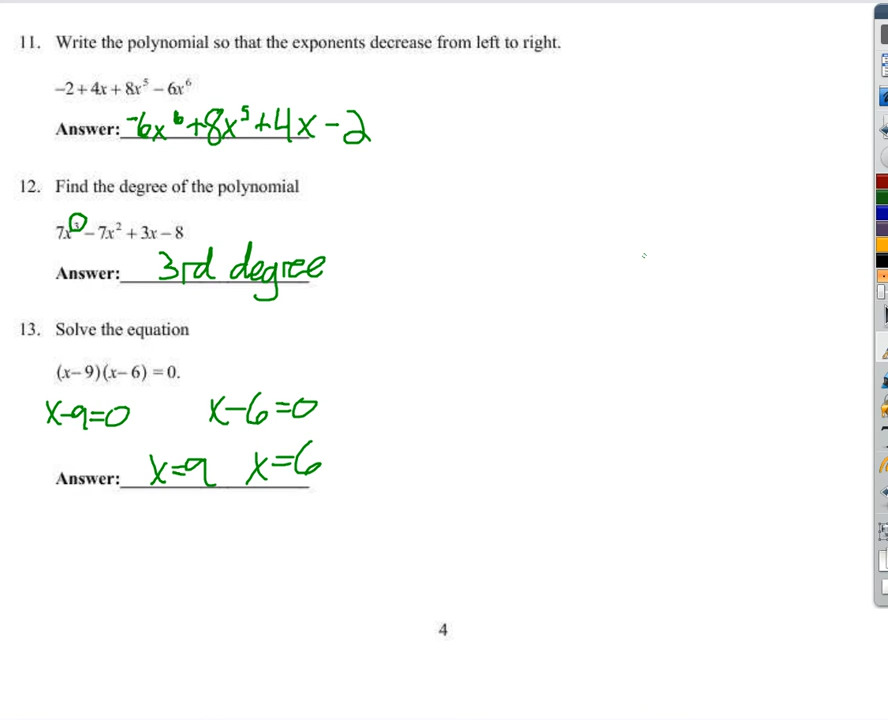 11. Write the polynomial so that the exponents decrease from left to right.
−2 + 4x + 8x⁵ − 6x⁶
Answer: -6x⁶+8x⁵+4x-2
12. Find the degree of the polynomial
7x³ − 7x² + 3x − 8
Answer: 3rd degree
13. Solve the equation
(x−9)(x−6) = 0.
x-9=0 x-6=0
Answer: x=9 x=6
4